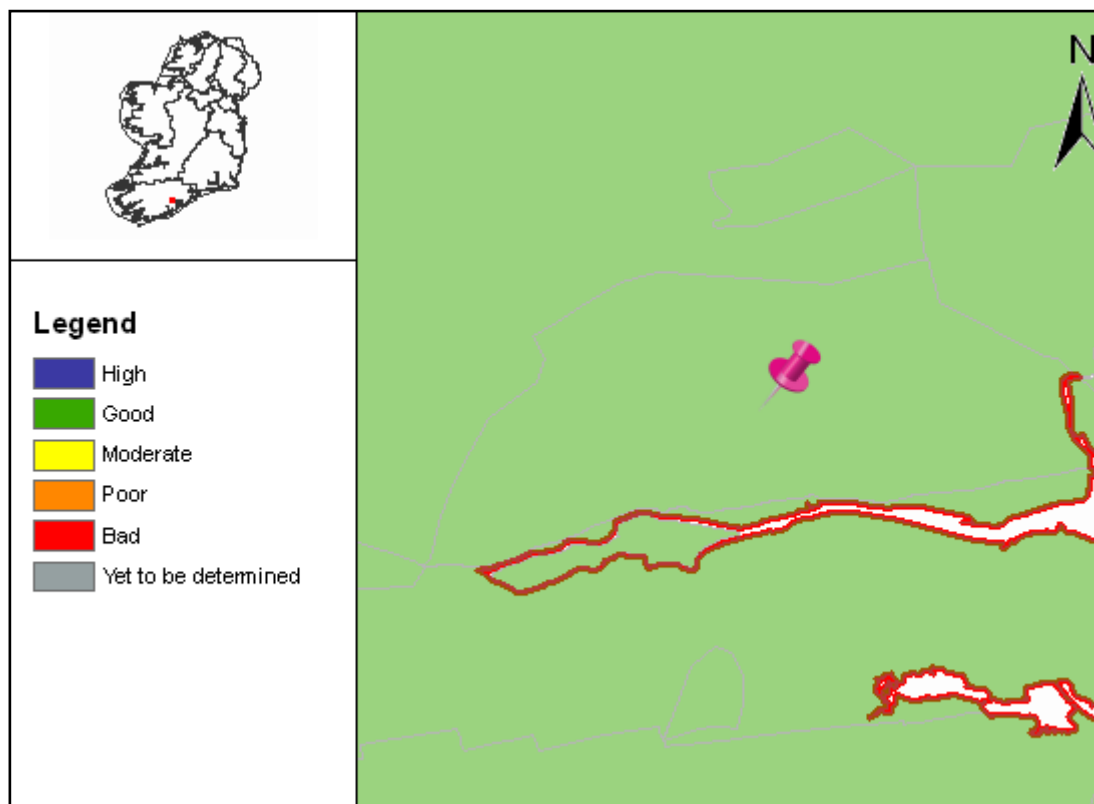 N
Legend
High
Good
Moderate
Poor
Bad
Yet to be determined